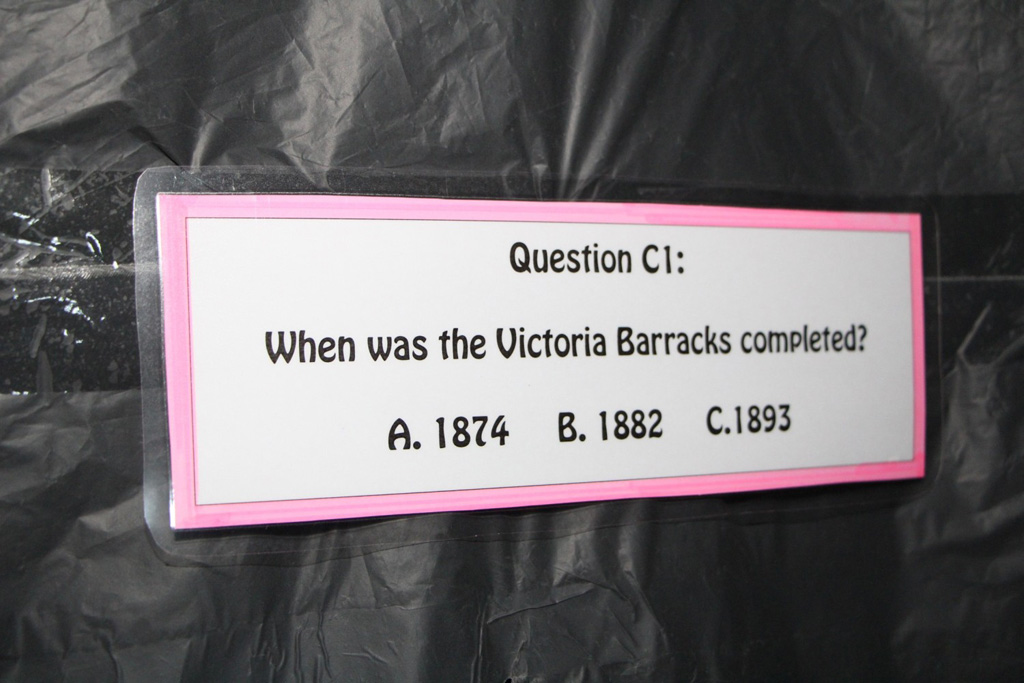 Question C1:
When was the Victoria Barracks completed?
A. 1874 B. 1882 C.1893